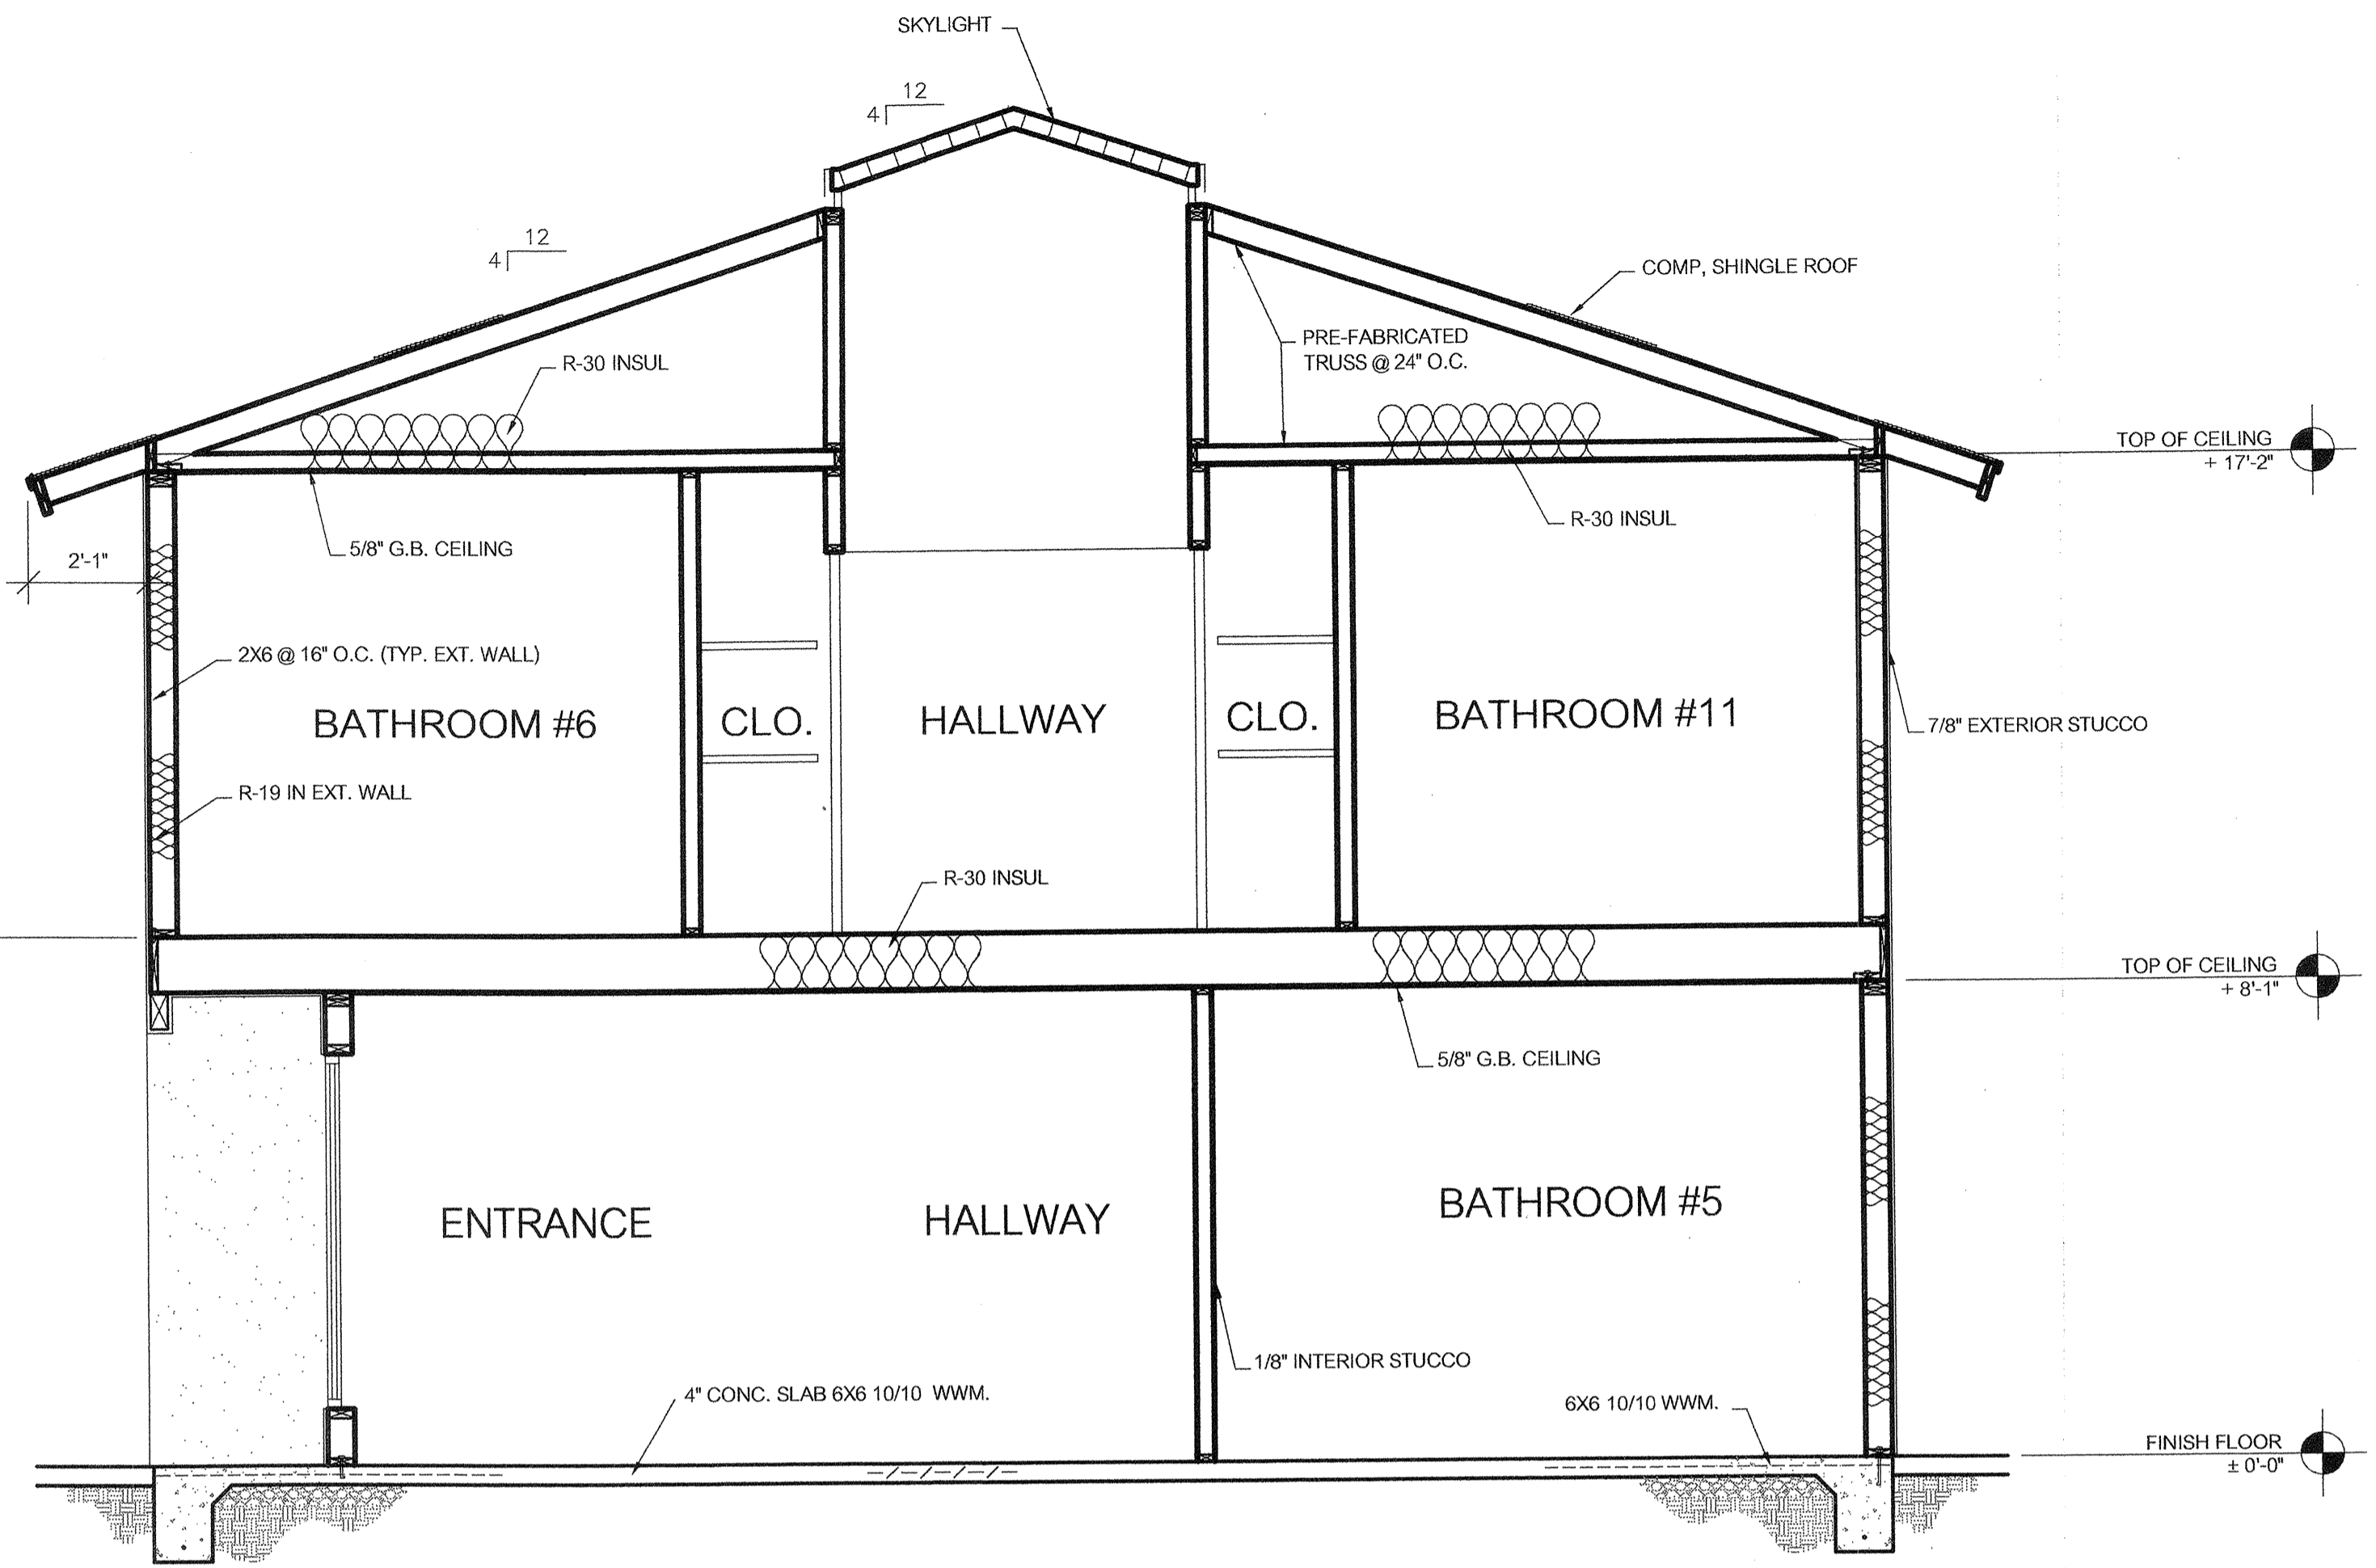 SKYLIGHT
12
4
12
4
COMP, SHINGLE ROOF
PRE-FABRICATED
TRUSS @ 24" O.C.
R-30 INSUL
TOP OF CEILING
+ 17'-2"
R-30 INSUL
5/8" G.B. CEILING
2'-1"
2X6 @ 16" O.C. (TYP. EXT. WALL)
BATHROOM #6
CLO.
HALLWAY
CLO.
BATHROOM #11
7/8" EXTERIOR STUCCO
R-19 IN EXT. WALL
R-30 INSUL
TOP OF CEILING
+ 8'-1"
5/8" G.B. CEILING
ENTRANCE
HALLWAY
BATHROOM #5
1/8" INTERIOR STUCCO
4" CONC. SLAB 6X6 10/10 WWM.
6X6 10/10 WWM.
FINISH FLOOR
± 0'-0"